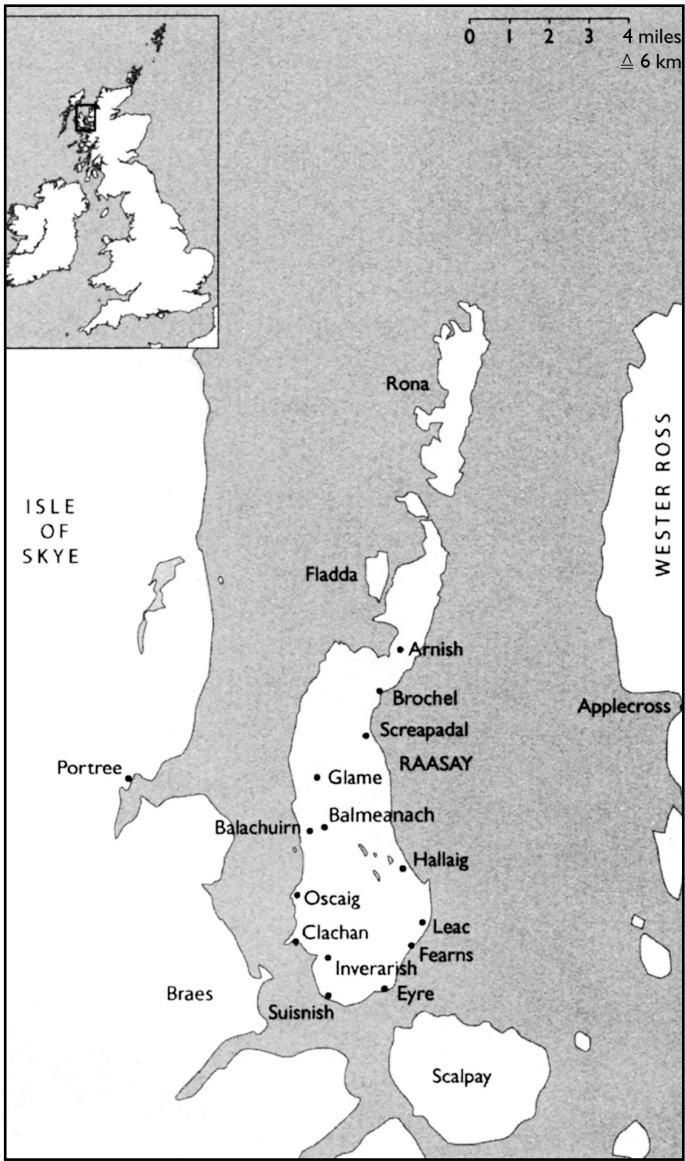 0 1 2 3 4 miles
≙ 6 km
Rona
ISLE
OF
SKYE
WESTER ROSS
Fladda
Arnish
Brochel
Applecross
Screapadal
RAASAY
Portree
Glame
Balmeanach
Balachuirn
Hallaig
Oscaig
Leac
Clachan
Fearns
Inverarish
Braes
Eyre
Suisnish
Scalpay